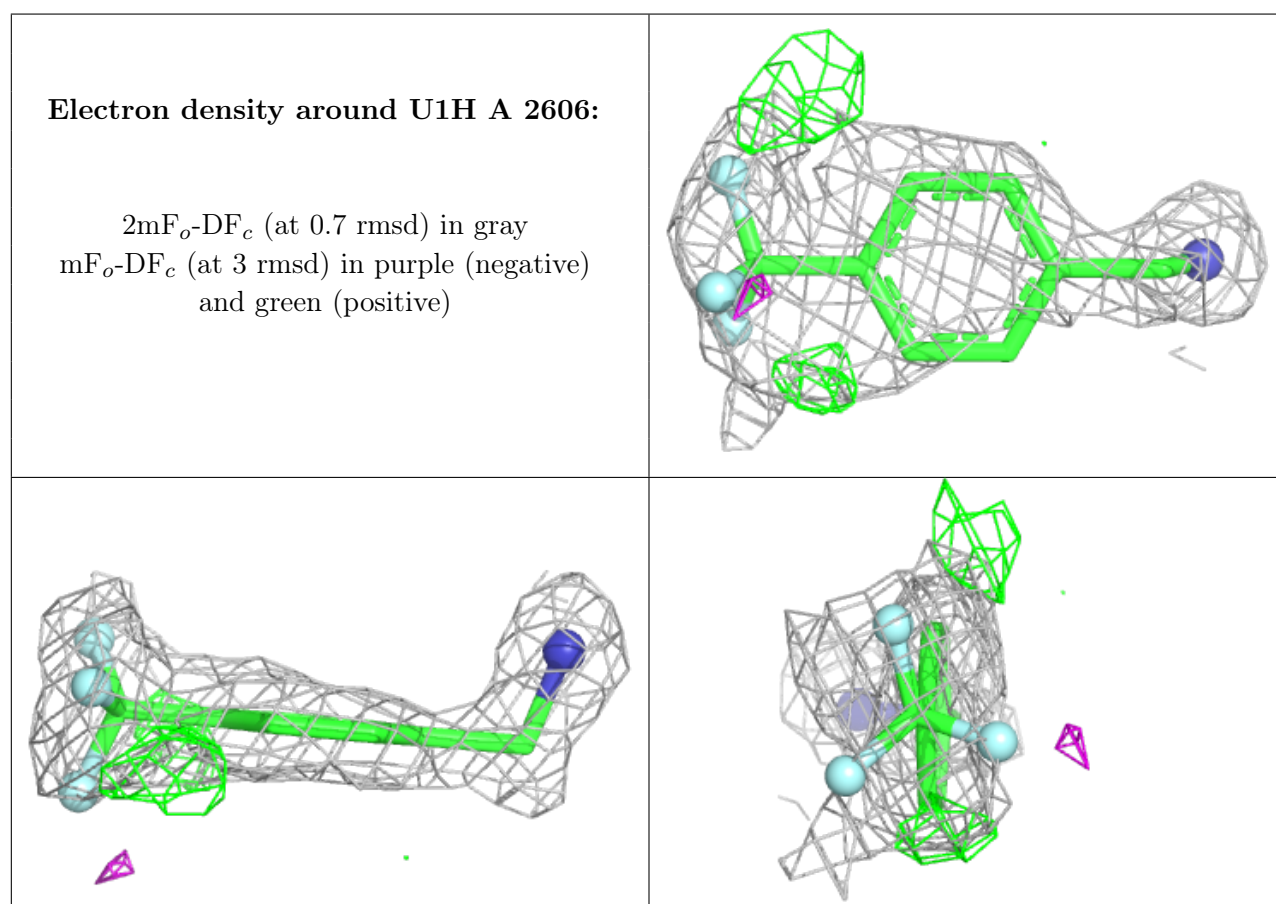 Electron density around U1H A 2606:
2mFo-DFc (at 0.7 rmsd) in gray
mFo-DFc (at 3 rmsd) in purple (negative)
and green (positive)